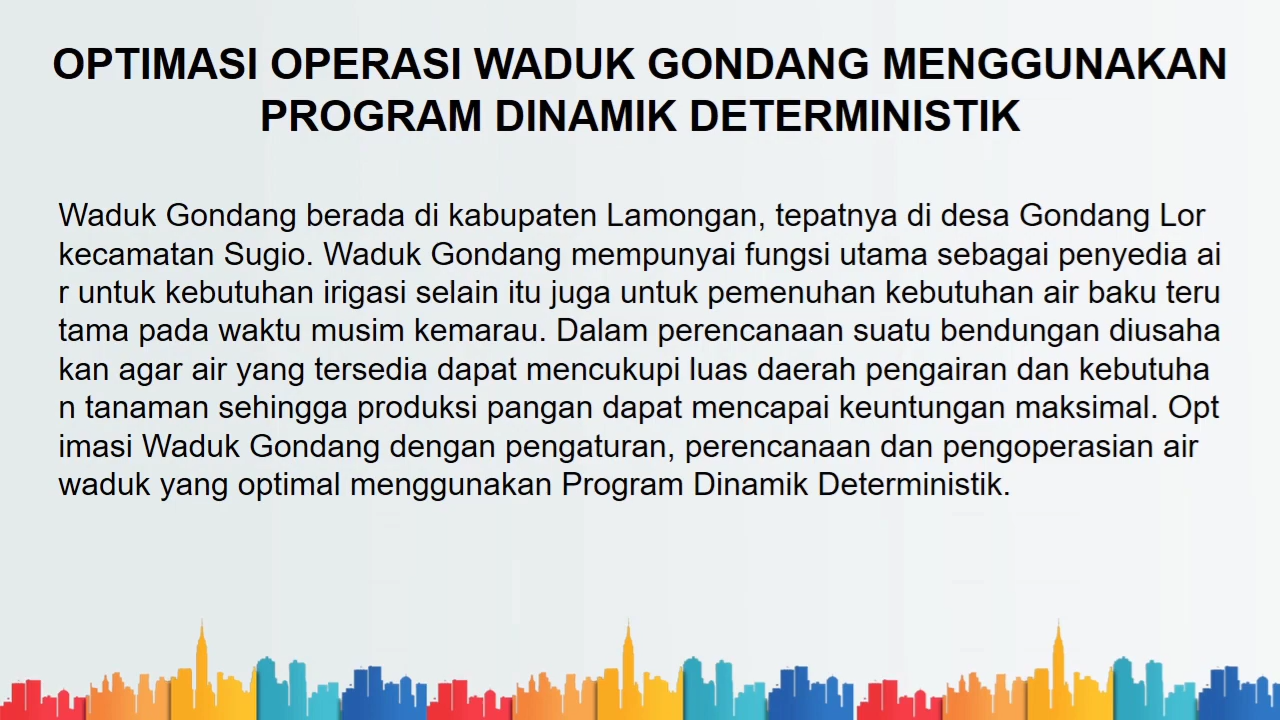 OPTIMASI OPERASI WADUK GONDANG MENGGUNAKAN
PROGRAM DINAMIK DETERMINISTIK
Waduk Gondang berada di kabupaten Lamongan, tepatnya di desa Gondang Lor
kecamatan Sugio. Waduk Gondang mempunyai fungsi utama sebagai penyedia ai
r untuk kebutuhan irigasi selain itu juga untuk pemenuhan kebutuhan air baku teru
tama pada waktu musim kemarau. Dalam perencanaan suatu bendungan diusaha
kan agar air yang tersedia dapat mencukupi luas daerah pengairan dan kebutuha
n tanaman sehingga produksi pangan dapat mencapai keuntungan maksimal. Opt
imasi Waduk Gondang dengan pengaturan, perencanaan dan pengoperasian air
waduk yang optimal menggunakan Program Dinamik Deterministik.